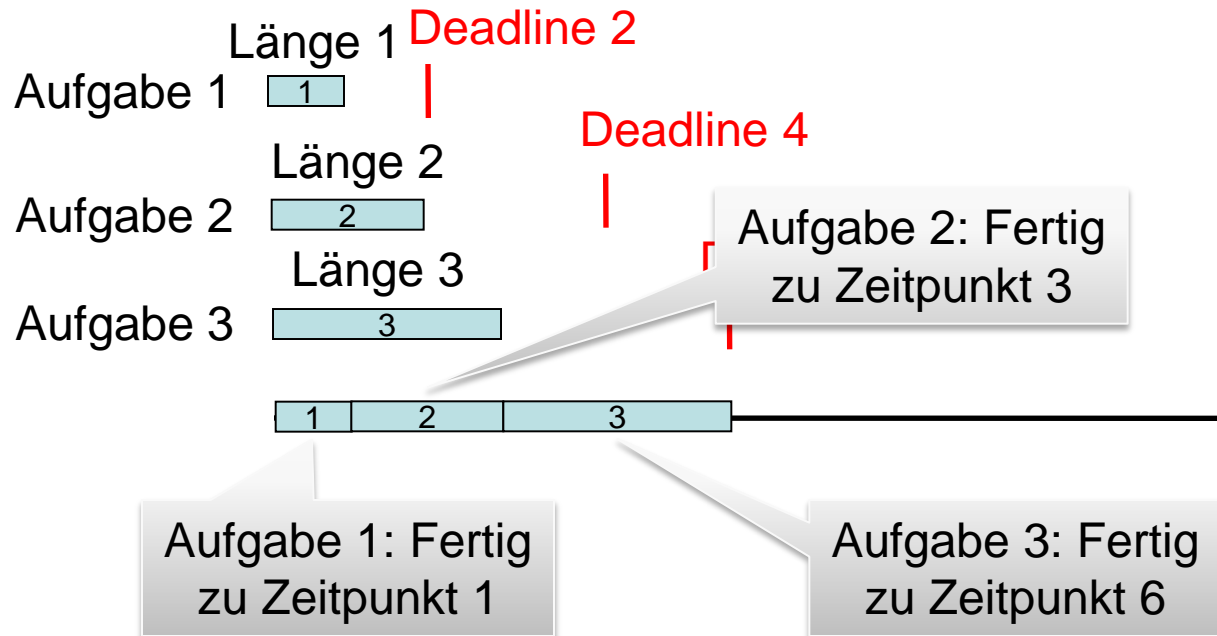 Länge 1
Deadline 2
Aufgabe 1
1
Deadline 4
Länge 2
Aufgabe 2
2
Länge 3
Aufgabe 3
3
Aufgabe 2: Fertig
zu Zeitpunkt 3
1
2
3
Aufgabe 1: Fertig
zu Zeitpunkt 1
Aufgabe 3: Fertig
zu Zeitpunkt 6